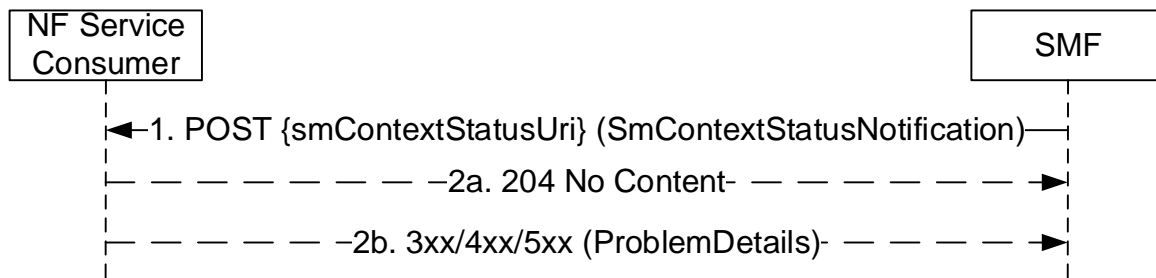 NF Service
Consumer
SMF
1. POST {smContextStatusUri} (SmContextStatusNotification)
2a. 204 No Content
2b. 3xx/4xx/5xx (ProblemDetails)